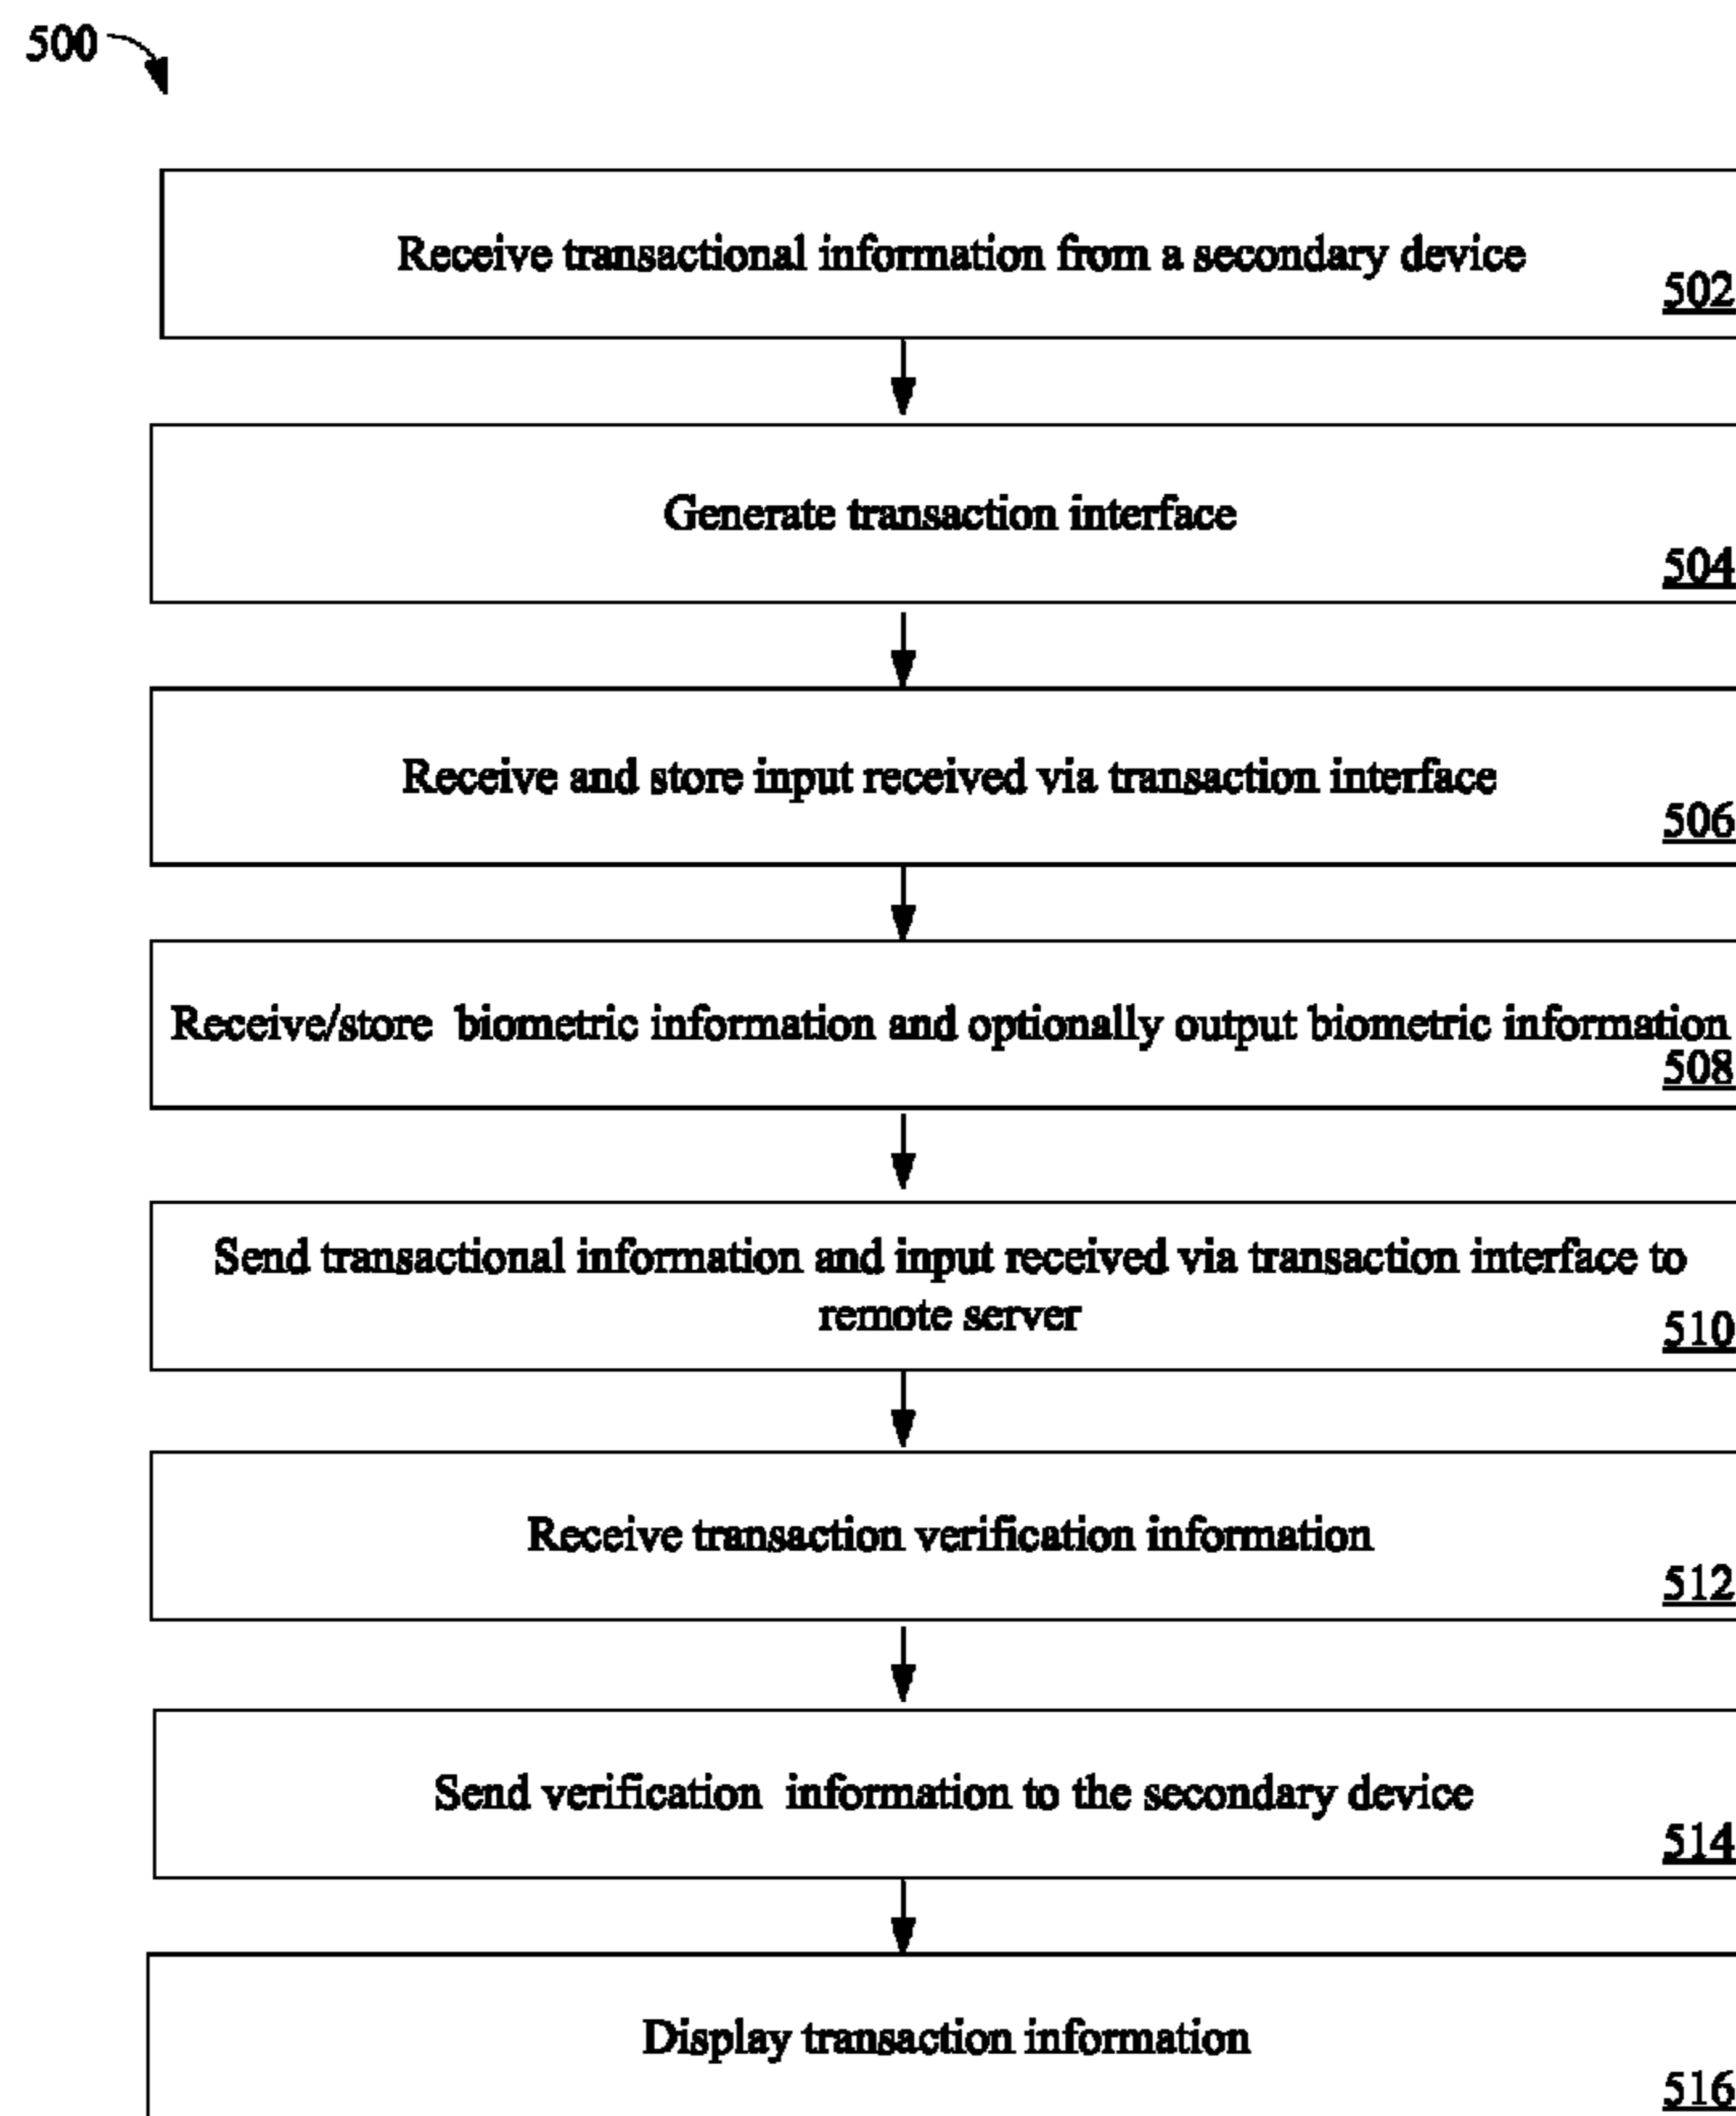 500
Receive transactional information from a secondary device
502
Generate transaction interface
504
Receive and store input received via transaction interface
506
Receive/store biometric information and optionally output biometric information
508
Send transactional information and input received via transaction interface to
remote server
510
Receive transaction verification information
512
Send verification information to the secondary device
514
Display transaction information
516